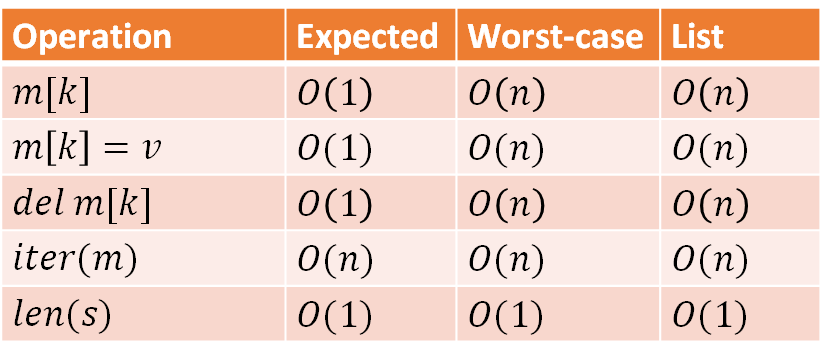 Operation Expected Worst-case List
m[k] O(1) O(n) O(n)
m[k] = v O(1) O(n) O(n)
del m[k] O(1) O(n) O(n)
iter(m) O(n) O(n) O(n)
len(s) O(1) O(1) O(1)